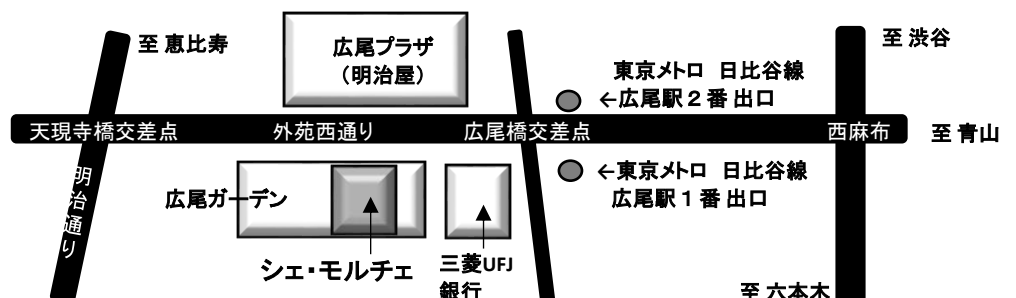 至 恵比寿
広尾プラザ
（明治屋）
至 渋谷
東京メトロ　日比谷線
←広尾駅２番出口
天現寺橋交差点
外苑西通り
広尾橋交差点
西麻布
至 青山
明治通り
広尾ガーデン
←東京メトロ　日比谷線
広尾駅１番出口
シェ・モルチェ
三菱UFJ
銀行
至 六本木